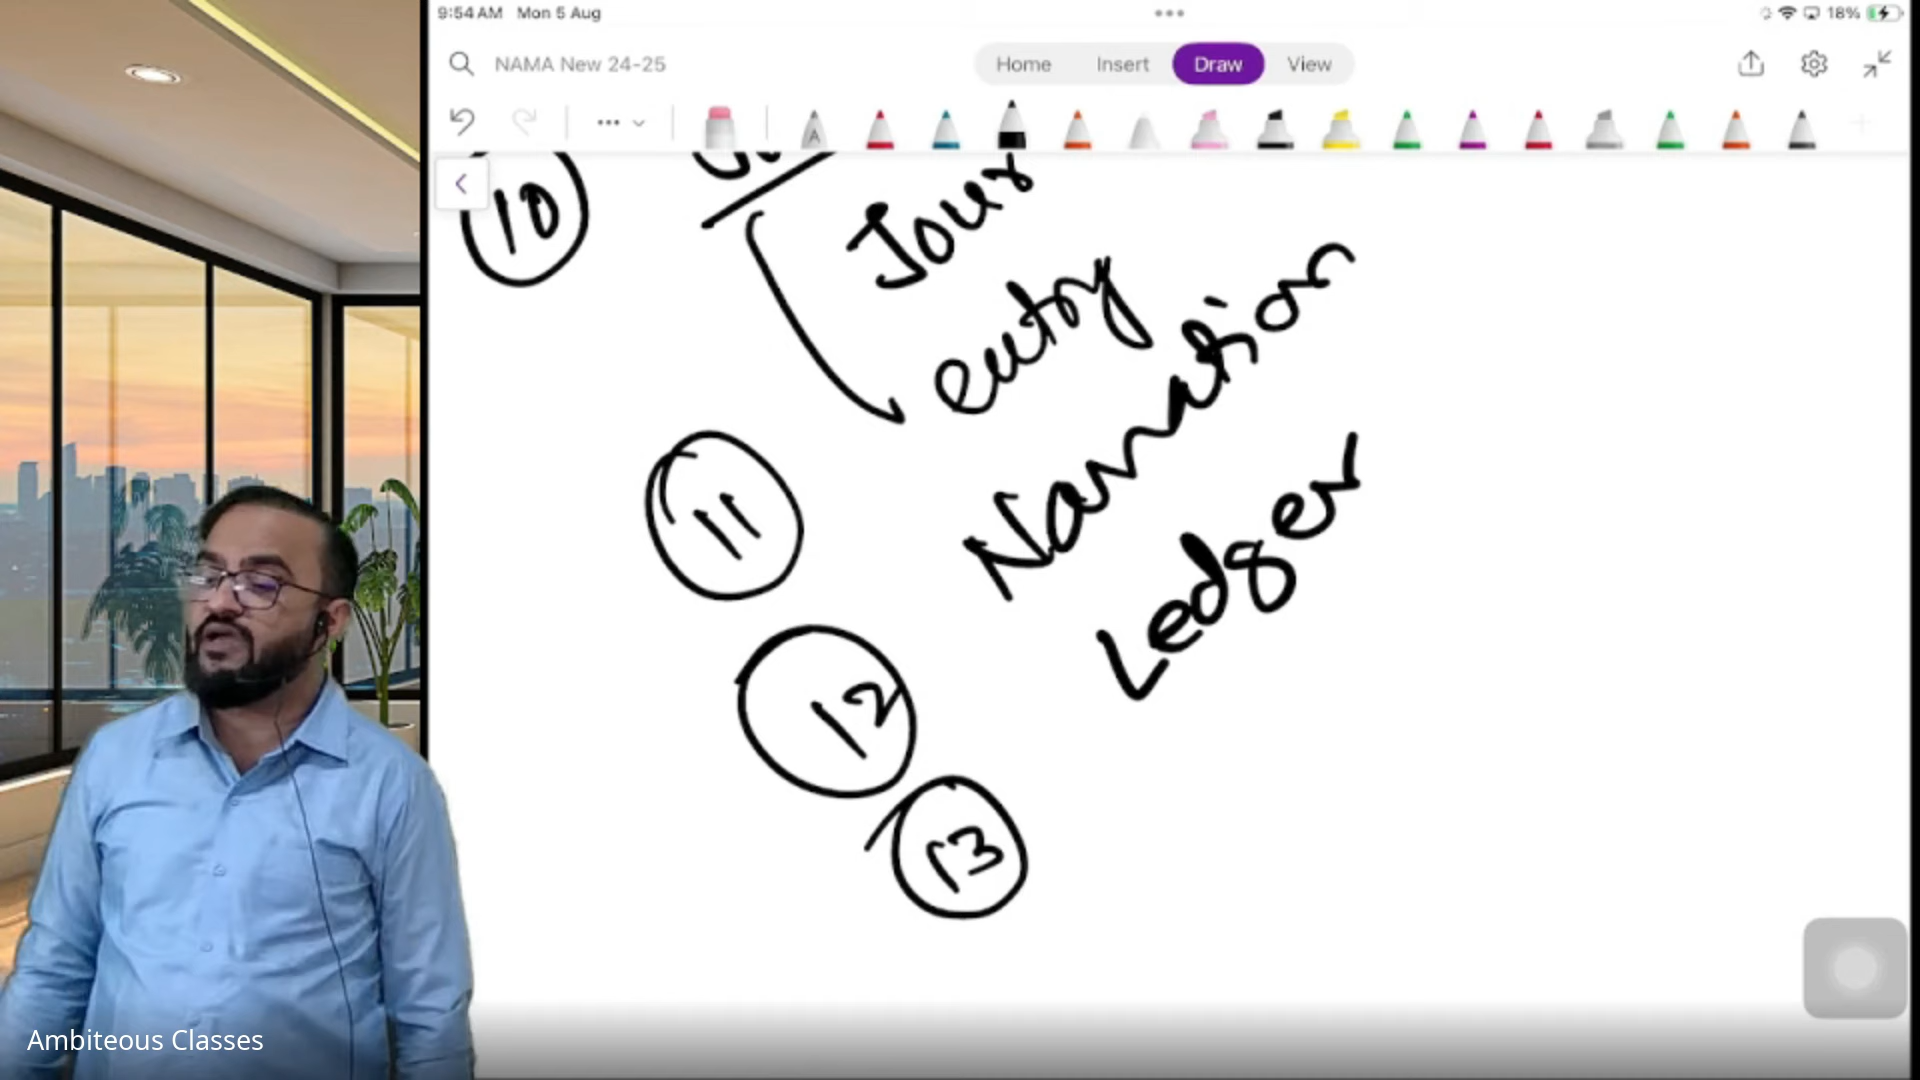 9:54 AM Mon 5 Aug
18%
NAMA New 24-25
Home Insert Draw View
A
10
Jour
entry
11
Narration
12
Ledger
13
Ambiteous Classes